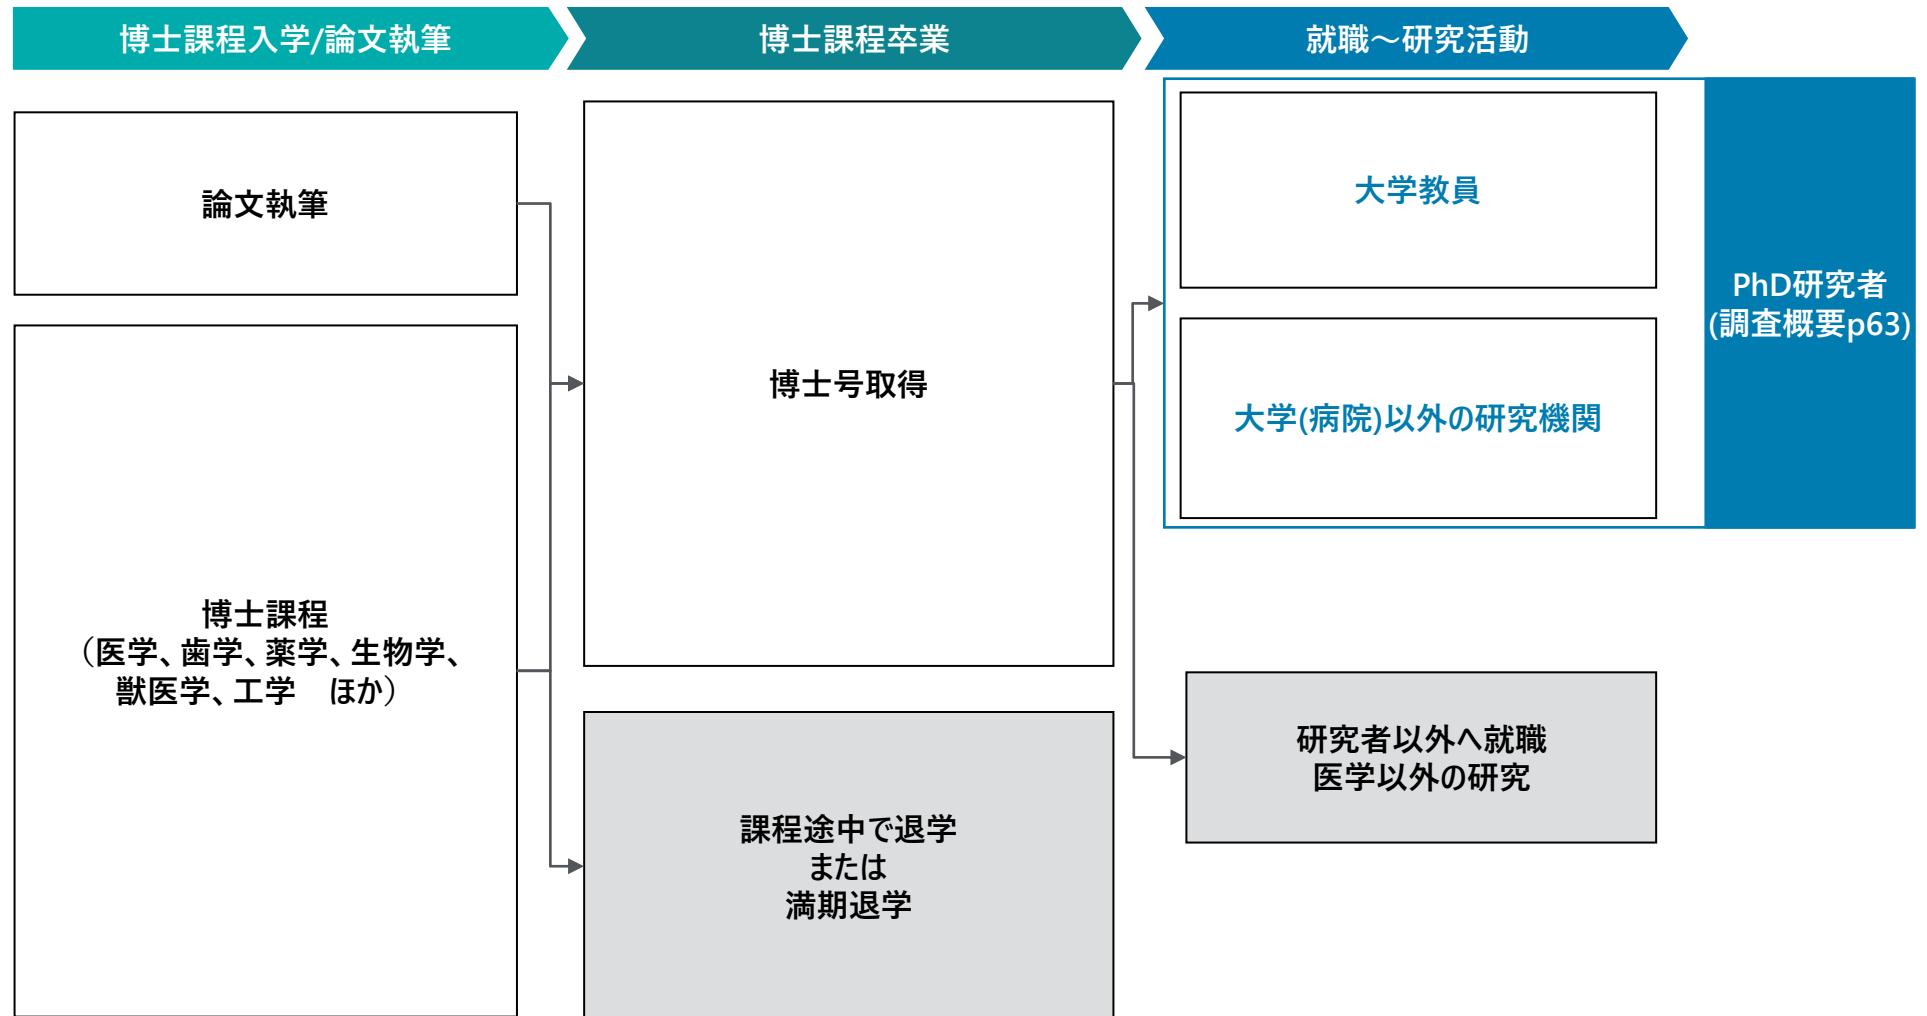 博士課程入学/論文執筆
博士課程卒業
就職～研究活動
論文執筆
博士課程
（医学、歯学、薬学、生物学、
獣医学、工学　ほか）
博士号取得
課程途中で退学
または
満期退学
大学教員
大学(病院)以外の研究機関
PhD研究者
(調査概要p63)
研究者以外へ就職
医学以外の研究